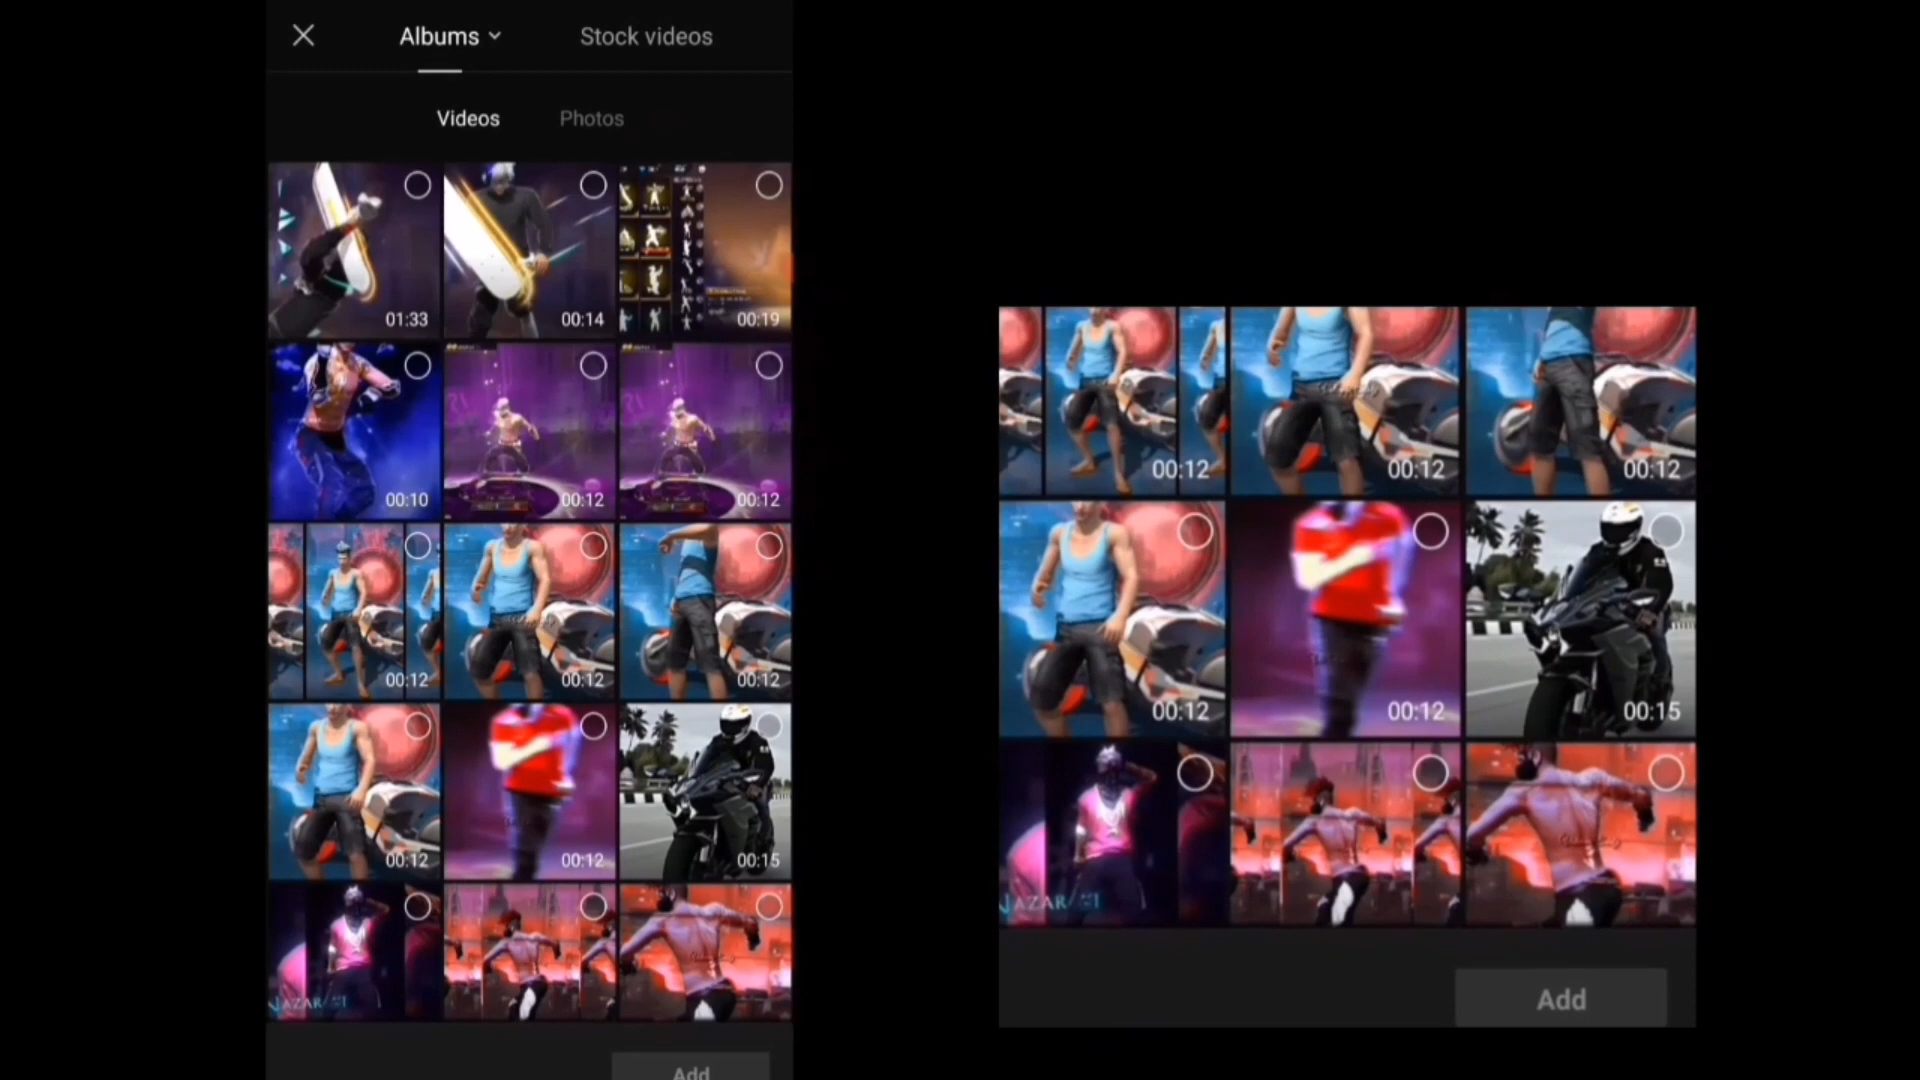 Albums Stock videos
Videos Photos
01:33 00:14 00:19
00:10 00:12 00:12
00:12 00:12 00:12
00:12 00:12 00:15
Add
00:12 00:12 00:12
00:12 00:12 00:15
Add